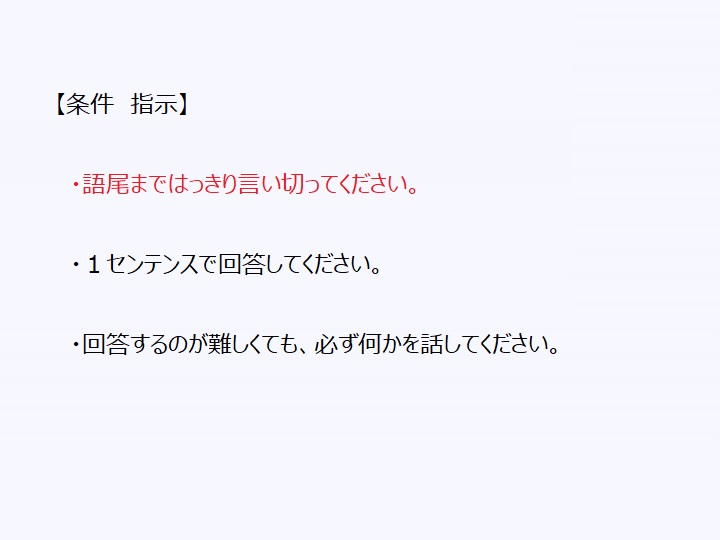 【条件　指示】
・語尾まではっきり言い切ってください。
・１センテンスで回答してください。
・回答するのが難しくても、必ず何かを話してください。